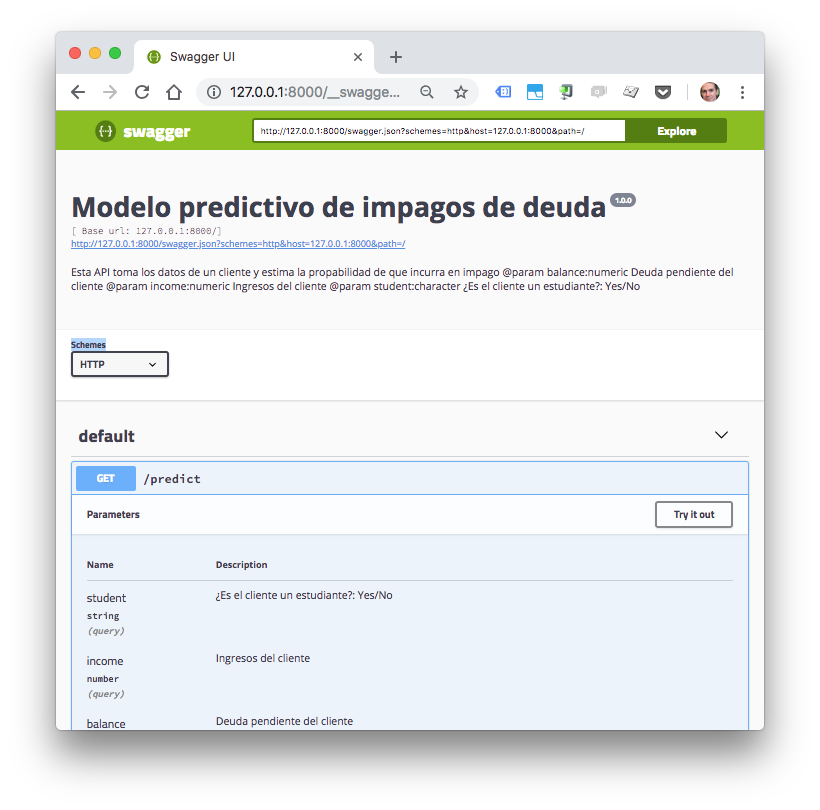 Swagger UI
127.0.0.1:8000/__swagge...
swagger
http://127.0.0.1:8000/swagger.json?schemes=http&host=127.0.0.1:8000&path=/
Explore
Modelo predictivo de impagos de deuda 1.0.0
[ Base url: 127.0.0.1:8000/]
http://127.0.0.1:8000/swagger.json?schemes=http&host=127.0.0.1:8000&path=/
Esta API toma los datos de un cliente y estima la propabilidad de que incurra en impago @param balance:numeric Deuda pendiente del
cliente @param income:numeric Ingresos del cliente @param student:character ¿Es el cliente un estudiante?: Yes/No
Schemes
HTTP
default
GET /predict
Parameters
Try it out
Name Description
student ¿Es el cliente un estudiante?: Yes/No
string
(query)
income Ingresos del cliente
number
(query)
balance Deuda pendiente del cliente